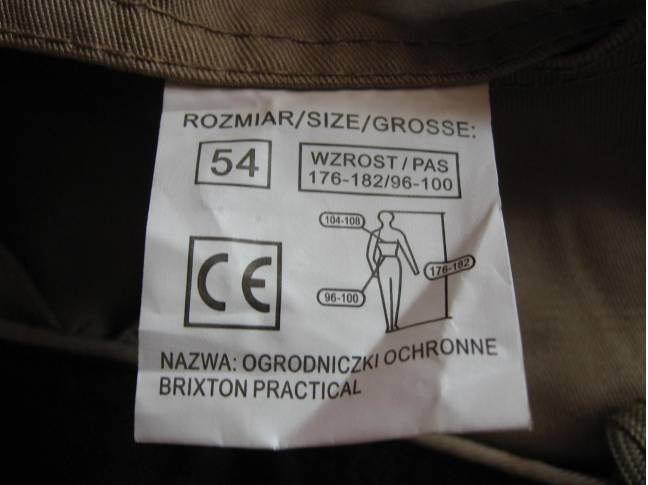 ROZMIAR/SIZE/GROSSE:
54
WZROST / PAS
176-182/96-100
104-108
176-182
96-100
CE
NAZWA: OGRODNICZKI OCHRONNE
BRIXTON PRACTICAL